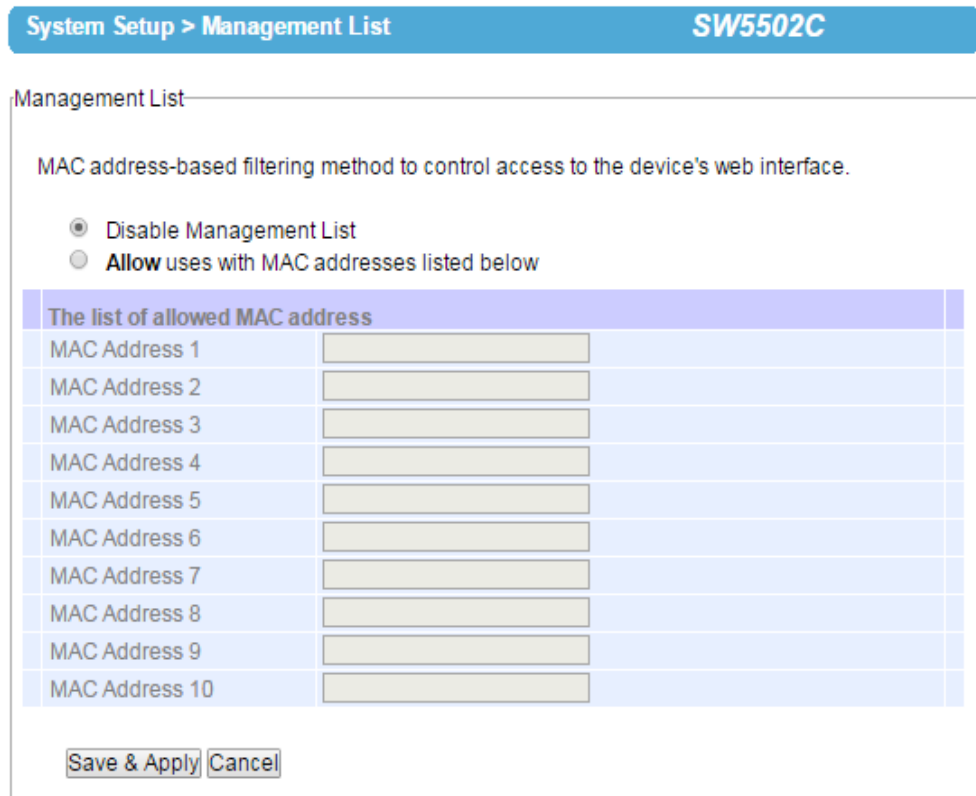 System Setup > Management List SW5502C
Management List
MAC address-based filtering method to control access to the device's web interface.
Disable Management List
Allow uses with MAC addresses listed below
The list of allowed MAC address
MAC Address 1
MAC Address 2
MAC Address 3
MAC Address 4
MAC Address 5
MAC Address 6
MAC Address 7
MAC Address 8
MAC Address 9
MAC Address 10
Save & Apply Cancel